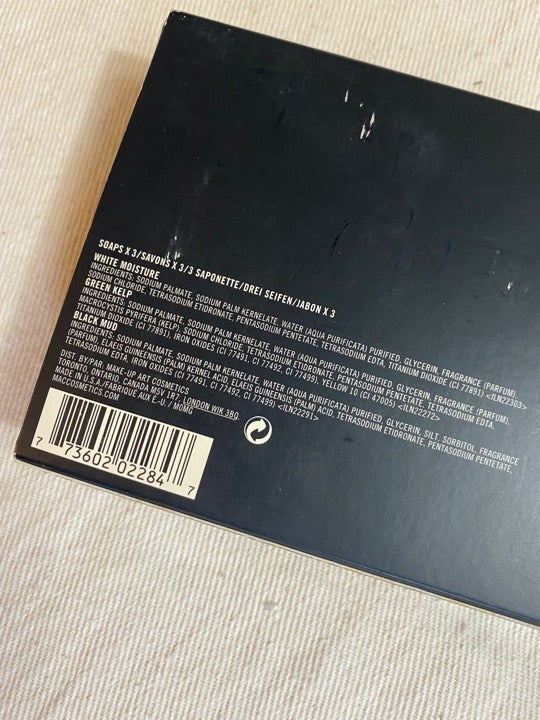 SOAPS X 3/SAVONS X 3/3 SAPONETTE/DREI SEIFEN/JABON X 3
WHITE MOISTURE
INGREDIENTS: SODIUM PALMATE, SODIUM PALM KERNELATE, WATER (AQUA PURIFICATA) PURIFIED, GLYCERIN, FRAGRANCE (PARFUM),
SODIUM CHLORIDE, TETRASODIUM ETIDRONATE, PENTASODIUM PENTETATE, TETRASODIUM EDTA, TITANIUM DIOXIDE (CI 77891) <ILN22303>
GREEN KELP
INGREDIENTS: SODIUM PALMATE, SODIUM PALM KERNELATE, WATER (AQUA PURIFICATA) PURIFIED, GLYCERIN, FRAGRANCE (PARFUM),
MACROCYSTIS PYRIFERA (KELP), SODIUM CHLORIDE, TETRASODIUM ETIDRONATE, PENTASODIUM PENTETATE, TETRASODIUM EDTA,
TITANIUM DIOXIDE (CI 77891), IRON OXIDES (CI 77491, CI 77492, CI 77499), YELLOW 10 (CI 47005) <ILN22272>
BLACK MUD
INGREDIENTS: SODIUM PALMATE, SODIUM PALM KERNELATE, WATER (AQUA PURIFICATA) PURIFIED, GLYCERIN, SILT, SORBITOL, FRAGRANCE
(PARFUM), ELAEIS GUINEENSIS (PALM) KERNEL ACID, ELAEIS GUINEENSIS (PALM) ACID, TETRASODIUM ETIDRONATE, PENTASODIUM PENTETATE,
TETRASODIUM EDTA, IRON OXIDES (CI 77491, CI 77492, CI 77499) <ILN22291>
DIST. BY/PAR: MAKE-UP ART COSMETICS
TORONTO, ONTARIO, CANADA M5V 1R7, LONDON W1K 3BQ
MADE IN U.S.A./FABRIQUÉ AUX É.-U. / MDMG
MACCOSMETICS.COM
7 73602 02284 7